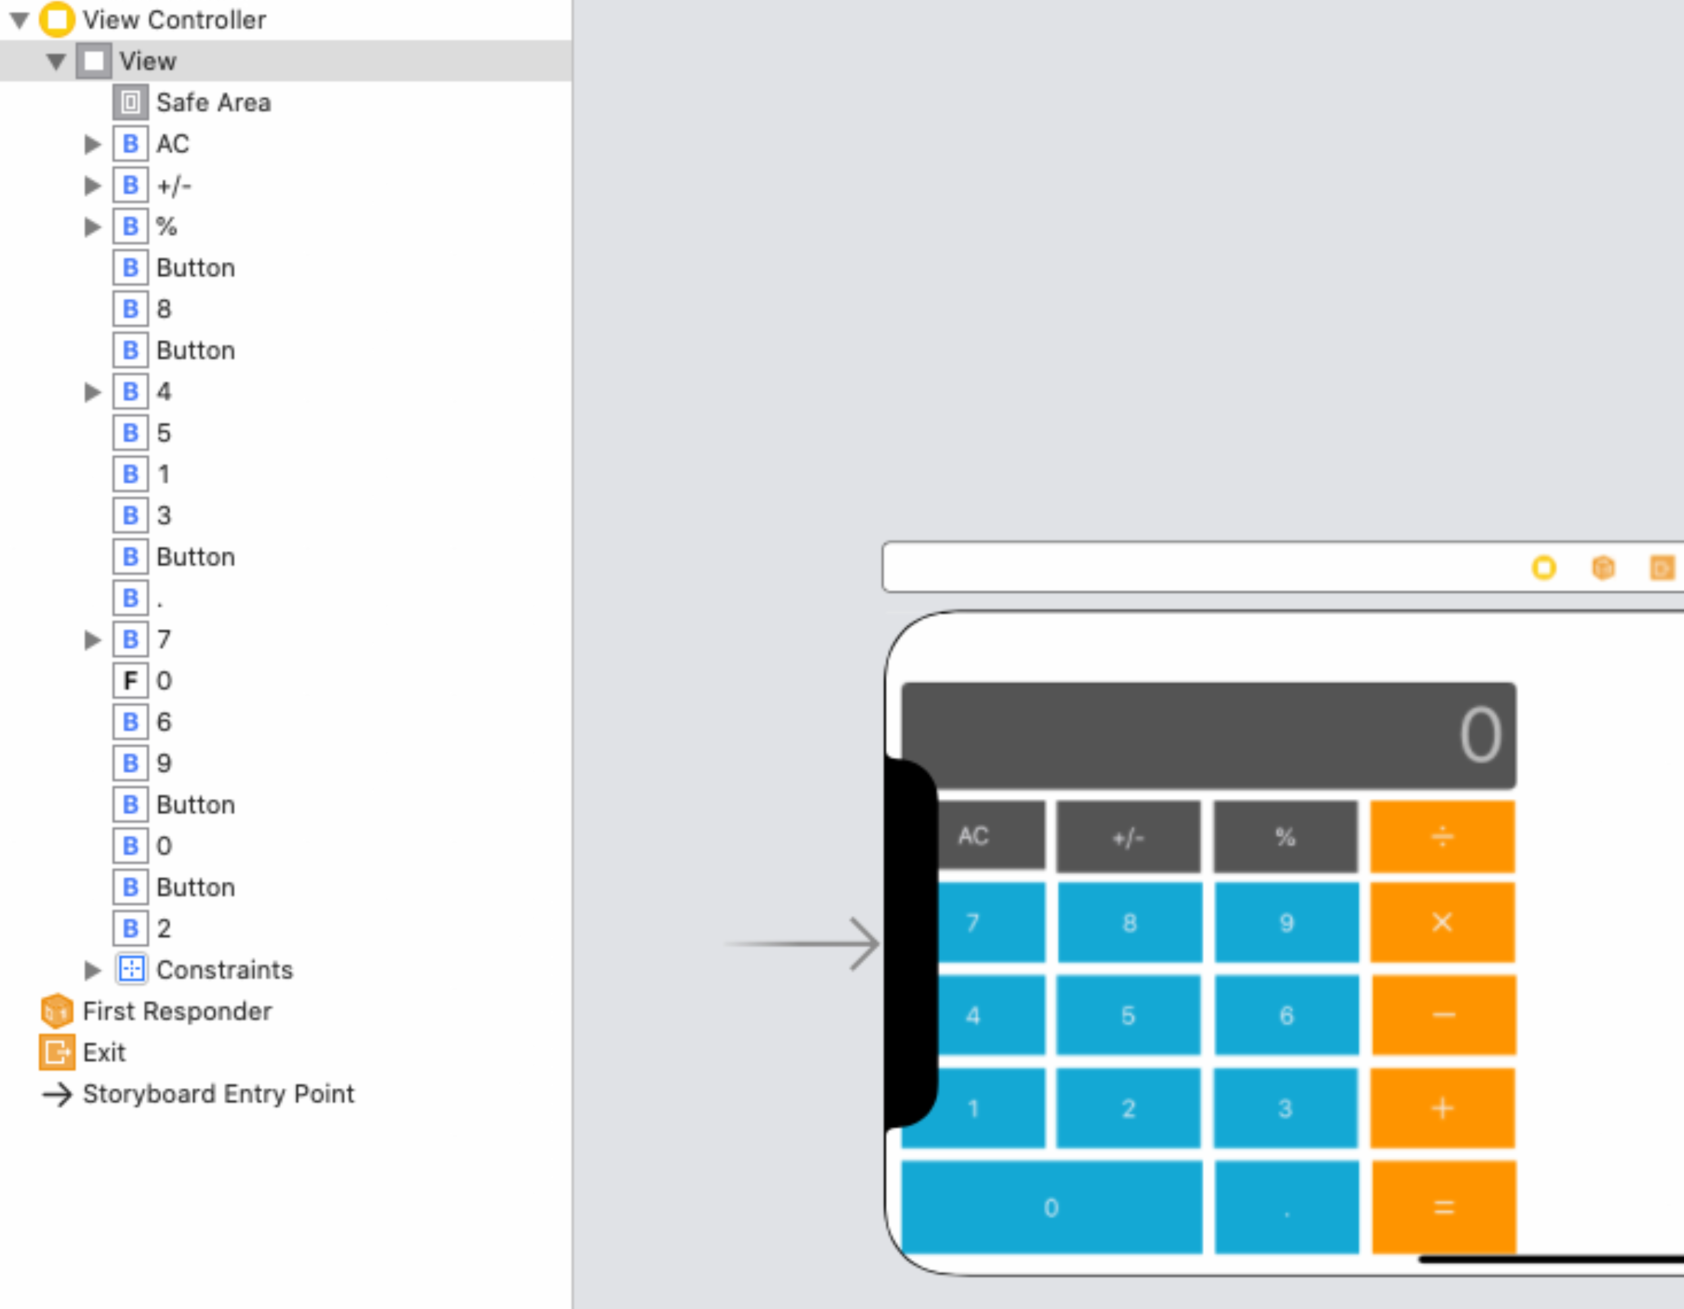 View Controller
View
Safe Area
B AC
B +/-
B %
B Button
B 8
B Button
B 4
B 5
B 1
B 3
B Button
B .
B 7
F 0
B 6
B 9
B Button
B 0
B Button
B 2
Constraints
First Responder
Exit
Storyboard Entry Point
0
AC +/- % ÷
7 8 9 ×
4 5 6 −
1 2 3 +
0 . =